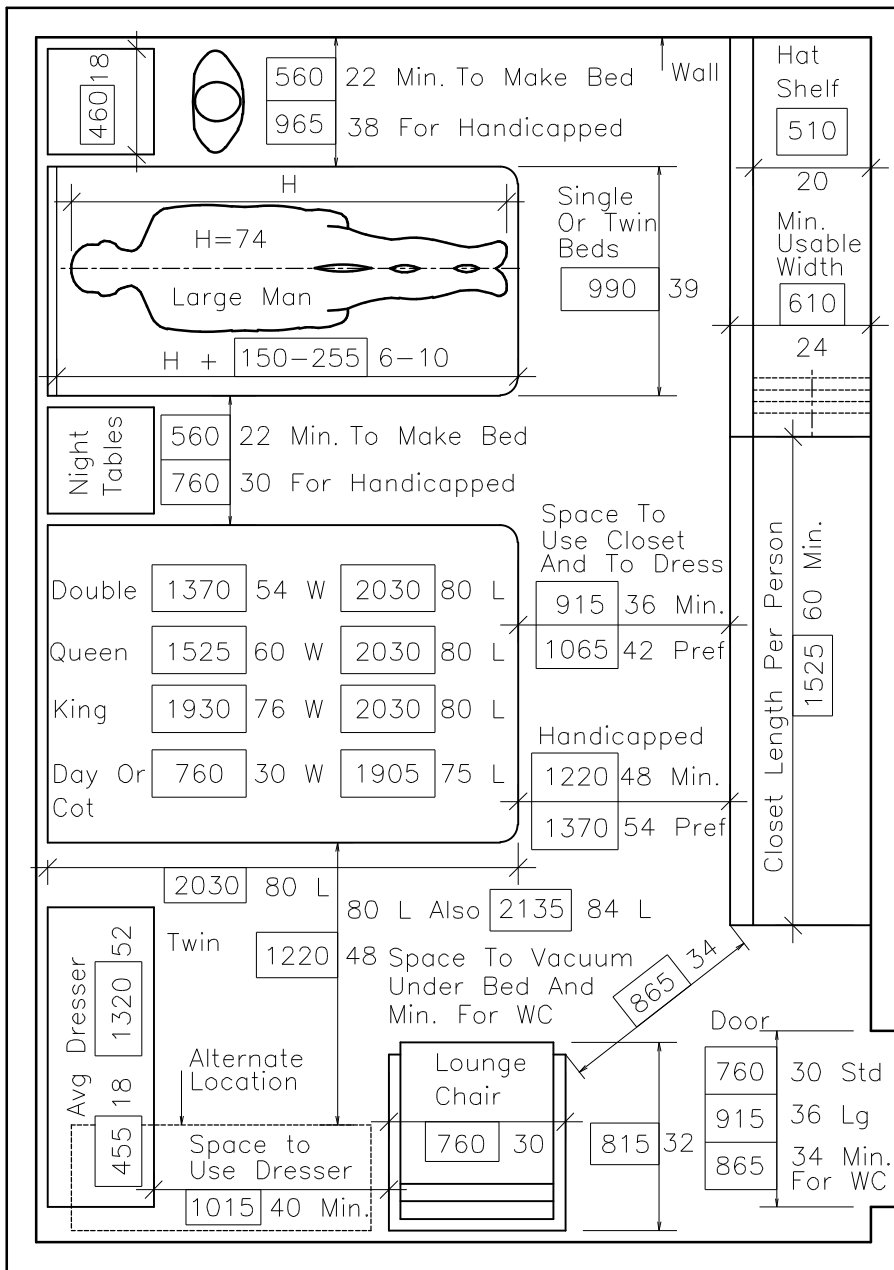 460 18
560 22 Min. To Make Bed
965 38 For Handicapped
Wall
Hat
Shelf
510
20
H
H=74
Large Man
H + 150-255 6-10
Single
Or Twin
Beds
990 39
Min.
Usable
Width
610
24
Night
Tables
560 22 Min. To Make Bed
760 30 For Handicapped
Space To
Use Closet
And To Dress
915 36 Min.
1065 42 Pref
Double 1370 54 W 2030 80 L
Queen 1525 60 W 2030 80 L
King 1930 76 W 2030 80 L
Day Or 760 30 W 1905 75 L
Cot
Handicapped
1220 48 Min.
1370 54 Pref
Closet Length Per Person
1525 60 Min.
2030 80 L
80 L Also 2135 84 L
Twin
1220 48 Space To Vacuum
Under Bed And
Min. For WC
865 34
Avg Dresser
455 18 1320 52
Alternate
Location
Space to
Use Dresser
1015 40 Min.
Lounge
Chair
760 30
815 32
Door
760 30 Std
915 36 Lg
865 34 Min.
For WC